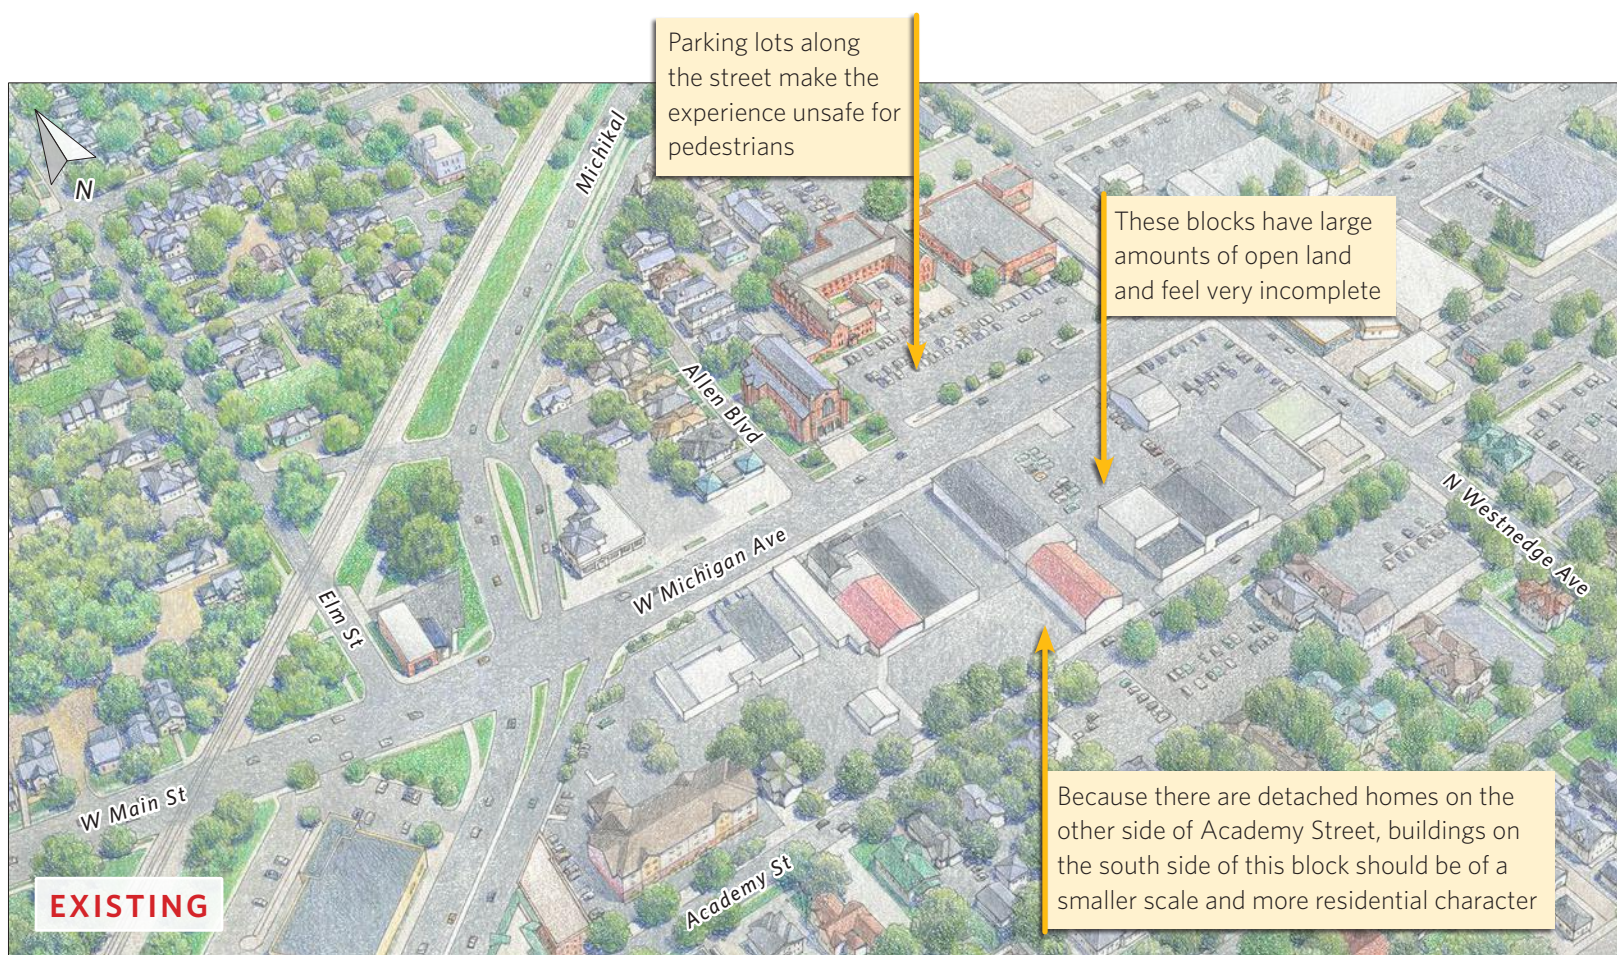 Parking lots along
the street make the
experience unsafe for
pedestrians
These blocks have large
amounts of open land
and feel very incomplete
Because there are detached homes on the
other side of Academy Street, buildings on
the south side of this block should be of a
smaller scale and more residential character
N
Michikal
Allen Blvd
N Westnedge Ave
W Michigan Ave
Elm St
W Main St
Academy St
EXISTING